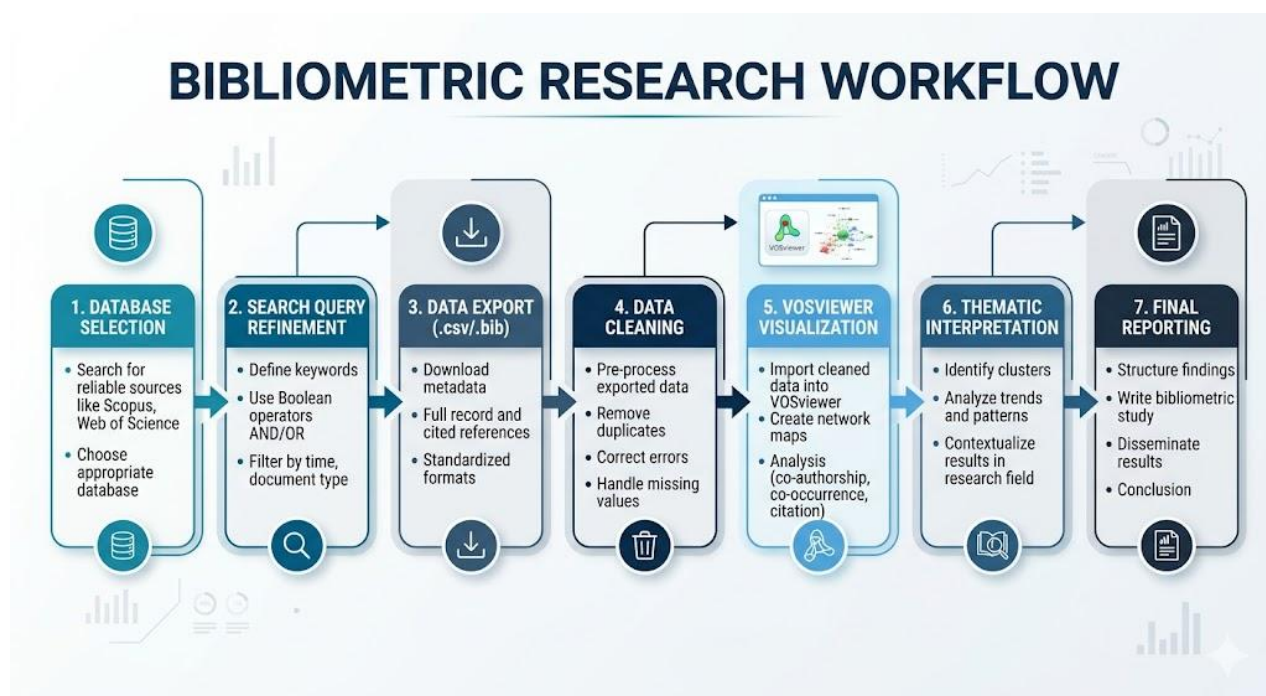 BIBLIOMETRIC RESEARCH WORKFLOW
1. DATABASE
SELECTION
• Search for
reliable sources
like Scopus,
Web of Science
• Choose
appropriate
database
2. SEARCH QUERY
REFINEMENT
• Define keywords
• Use Boolean
operators
AND/OR
• Filter by time,
document type
3. DATA EXPORT
(.csv/.bib)
• Download
metadata
• Full record and
cited references
• Standardized
formats
4. DATA
CLEANING
• Pre-process
exported data
• Remove
duplicates
• Correct errors
• Handle missing
values
VOSviewer
5. VOSVIEWER
VISUALIZATION
• Import cleaned
data into
VOSviewer
• Create network
maps
• Analysis
(co-authorship,
co-occurrence,
citation)
6. THEMATIC
INTERPRETATION
• Identify clusters
• Analyze trends
and patterns
• Contextualize
results in
research field
7. FINAL
REPORTING
• Structure findings
• Write bibliometric
study
• Disseminate
results
• Conclusion